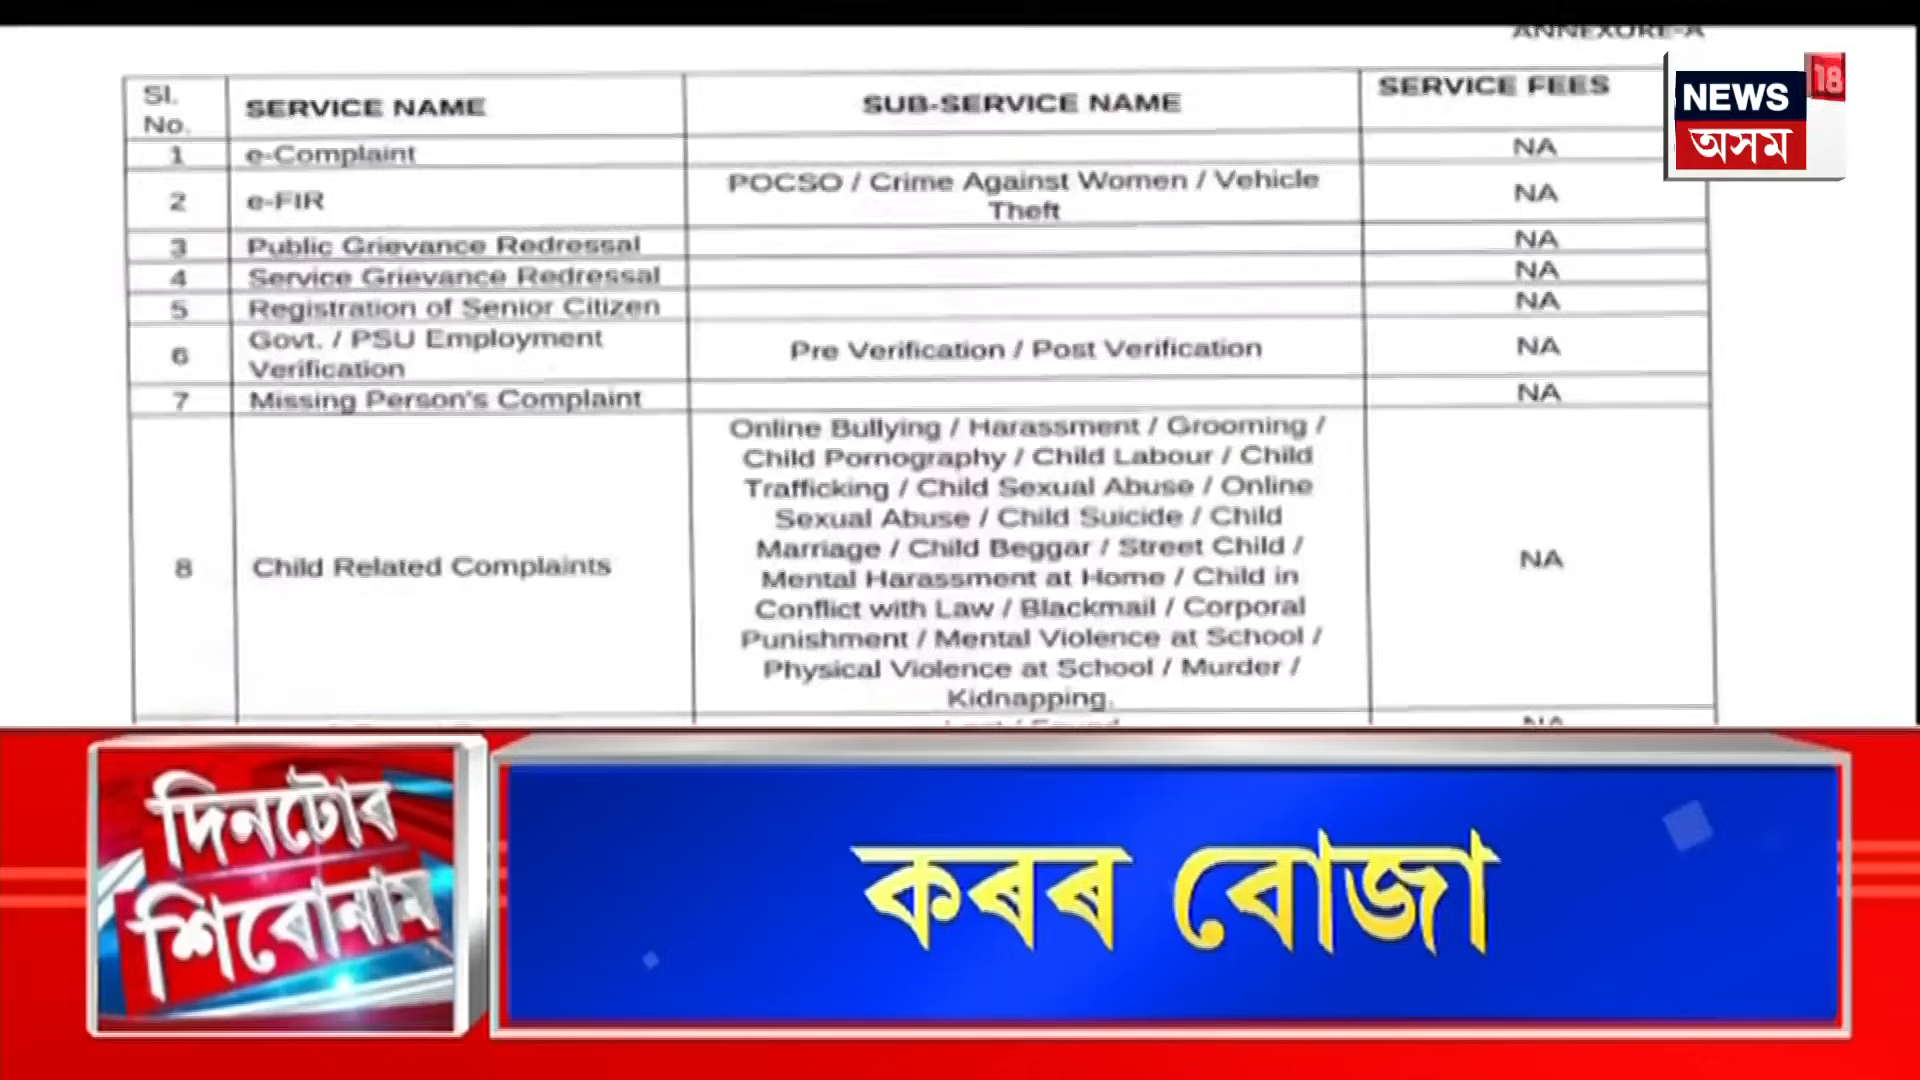 ANNEXURE-A
NEWS 18
অসম
Sl. No. SERVICE NAME SUB-SERVICE NAME SERVICE FEES
1 e-Complaint NA
2 e-FIR POCSO / Crime Against Women / Vehicle Theft NA
3 Public Grievance Redressal NA
4 Service Grievance Redressal NA
5 Registration of Senior Citizen NA
6 Govt. / PSU Employment Verification Pre Verification / Post Verification NA
7 Missing Person's Complaint NA
8 Child Related Complaints NA
Online Bullying / Harassment / Grooming /
Child Pornography / Child Labour / Child
Trafficking / Child Sexual Abuse / Online
Sexual Abuse / Child Suicide / Child
Marriage / Child Beggar / Street Child /
Mental Harassment at Home / Child in
Conflict with Law / Blackmail / Corporal
Punishment / Mental Violence at School /
Physical Violence at School / Murder /
Kidnapping.
NA
দিনটোৰ
শিৰোনাম
কৰৰ বোজা